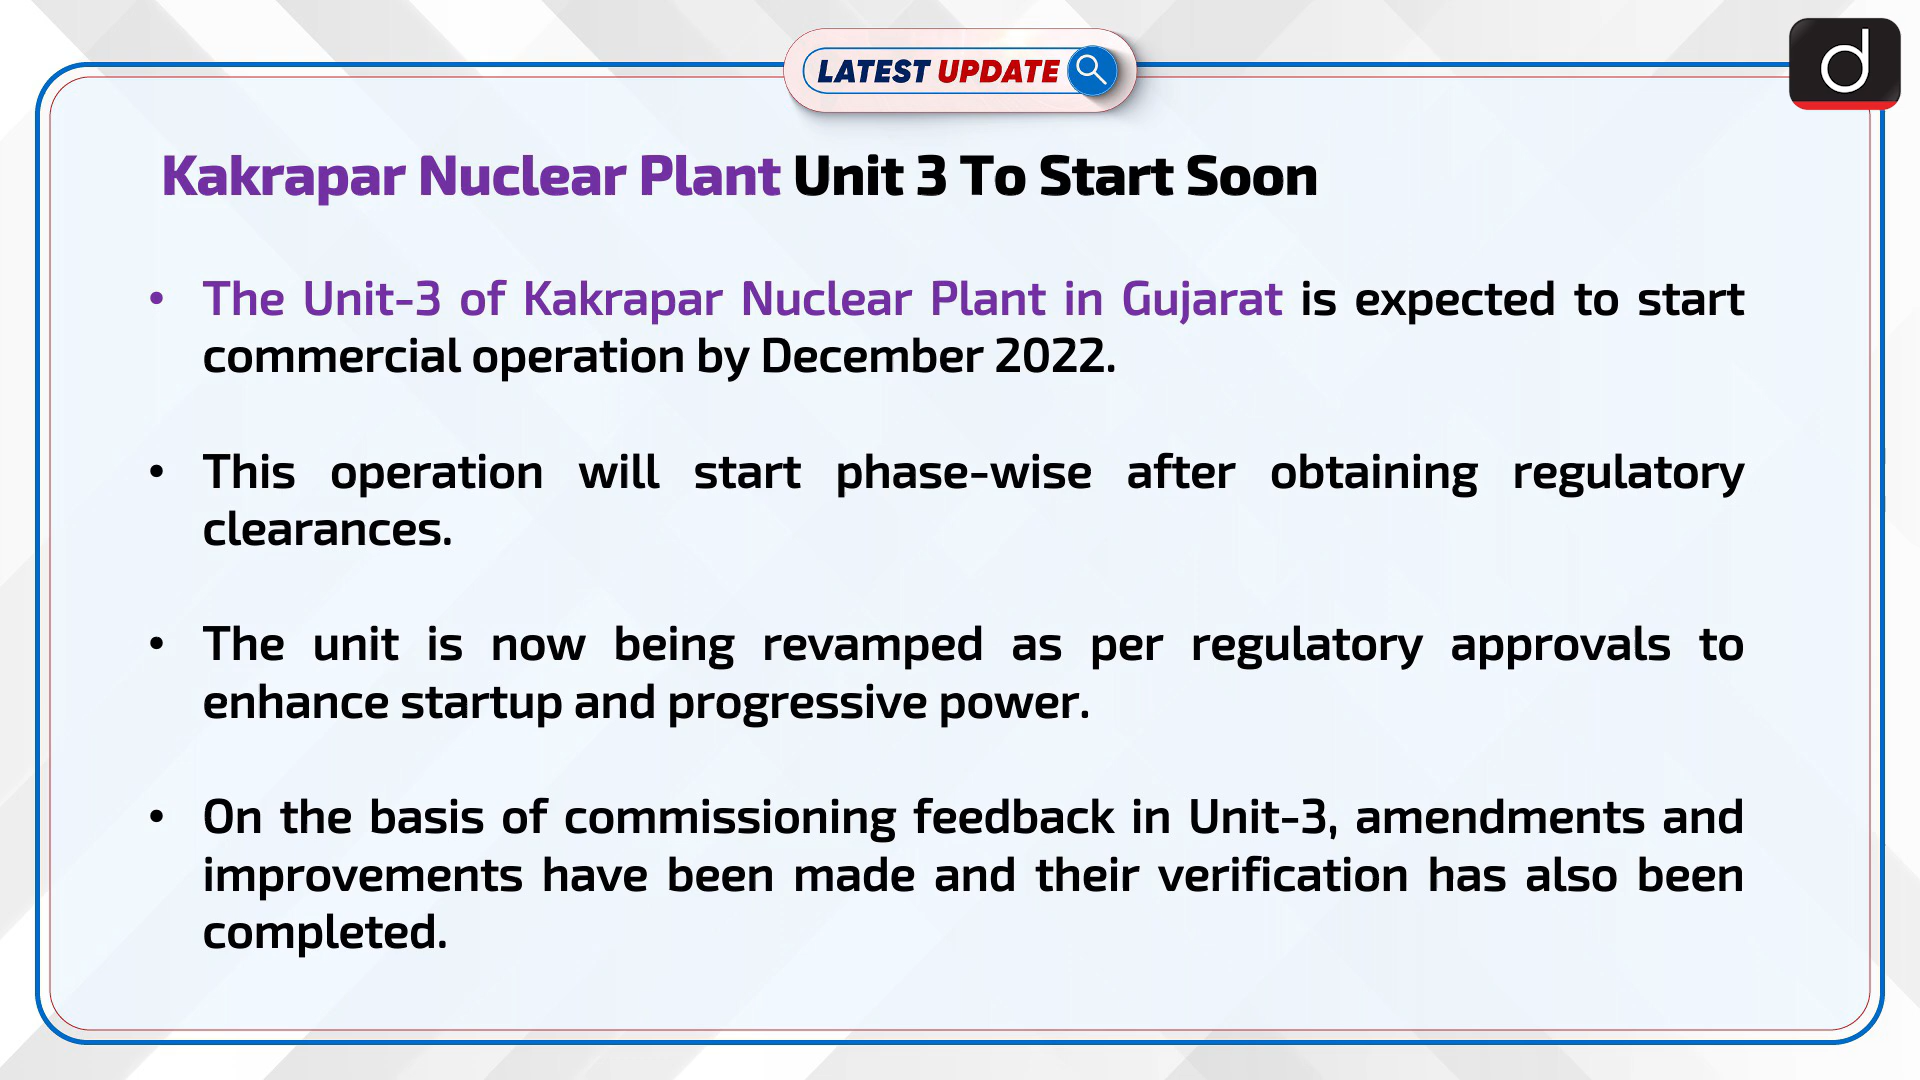 LATEST UPDATE
d
Kakrapar Nuclear Plant Unit 3 To Start Soon
• The Unit-3 of Kakrapar Nuclear Plant in Gujarat is expected to start
commercial operation by December 2022.
• This operation will start phase-wise after obtaining regulatory
clearances.
• The unit is now being revamped as per regulatory approvals to
enhance startup and progressive power.
• On the basis of commissioning feedback in Unit-3, amendments and
improvements have been made and their verification has also been
completed.